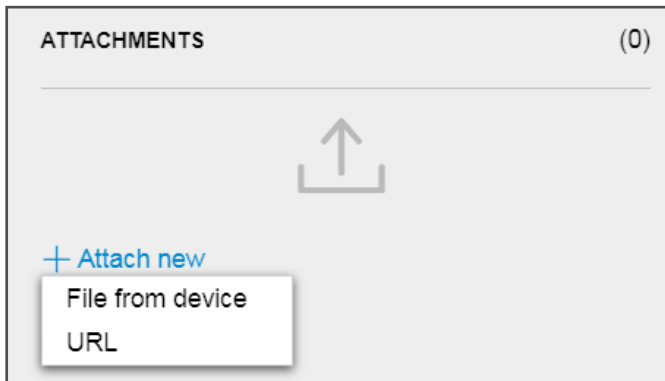 ATTACHMENTS (0)
+ Attach new
File from device
URL